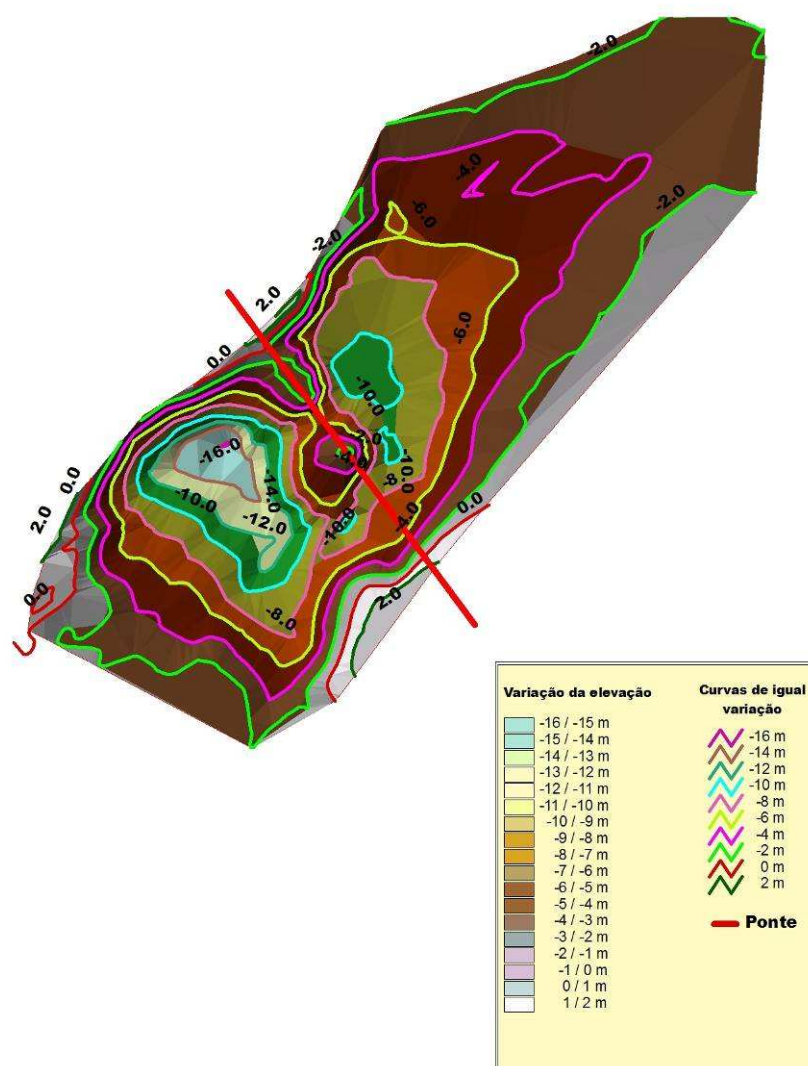 -2.0
-4.0
-2.0
-6.0
-2.0
2.0
-6.0
0.0
-10.0
-16.0
-4.0
-10.0
-14.0
-8
0.0
-10.0
-12.0
-4.0
2.0
0.0
2.0
0.0
-8.0
Variação da elevação
-16 / -15 m
-15 / -14 m
-14 / -13 m
-13 / -12 m
-12 / -11 m
-11 / -10 m
-10 / -9 m
-9 / -8 m
-8 / -7 m
-7 / -6 m
-6 / -5 m
-5 / -4 m
-4 / -3 m
-3 / -2 m
-2 / -1 m
-1 / 0 m
0 / 1 m
1 / 2 m
Curvas de igual
variação
-16 m
-14 m
-12 m
-10 m
-8 m
-6 m
-4 m
-2 m
0 m
2 m
Ponte